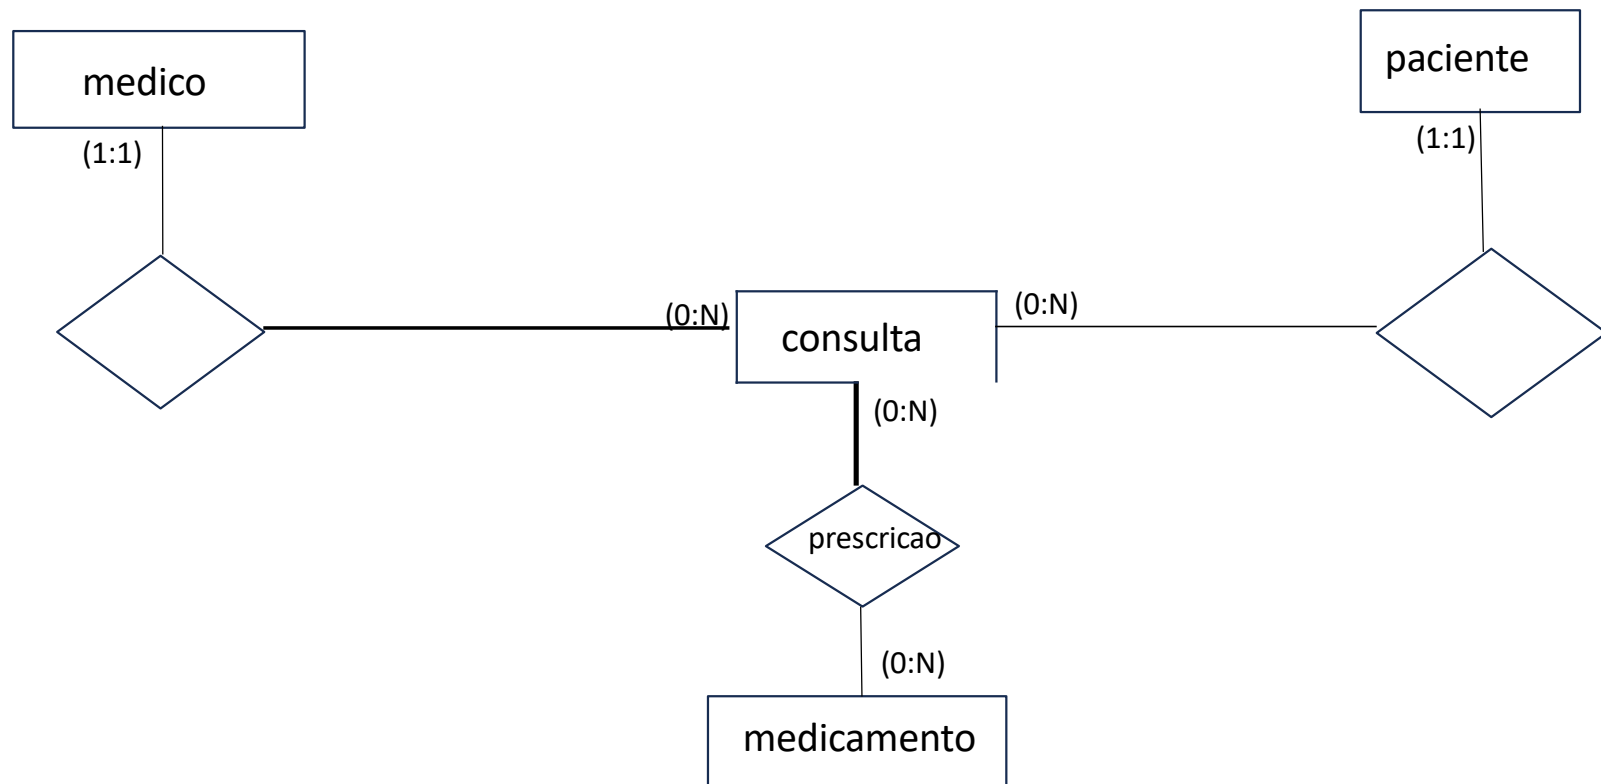 medico
paciente
(1:1)
(1:1)
(0:N)
(0:N)
consulta
(0:N)
prescricao
(0:N)
medicamento